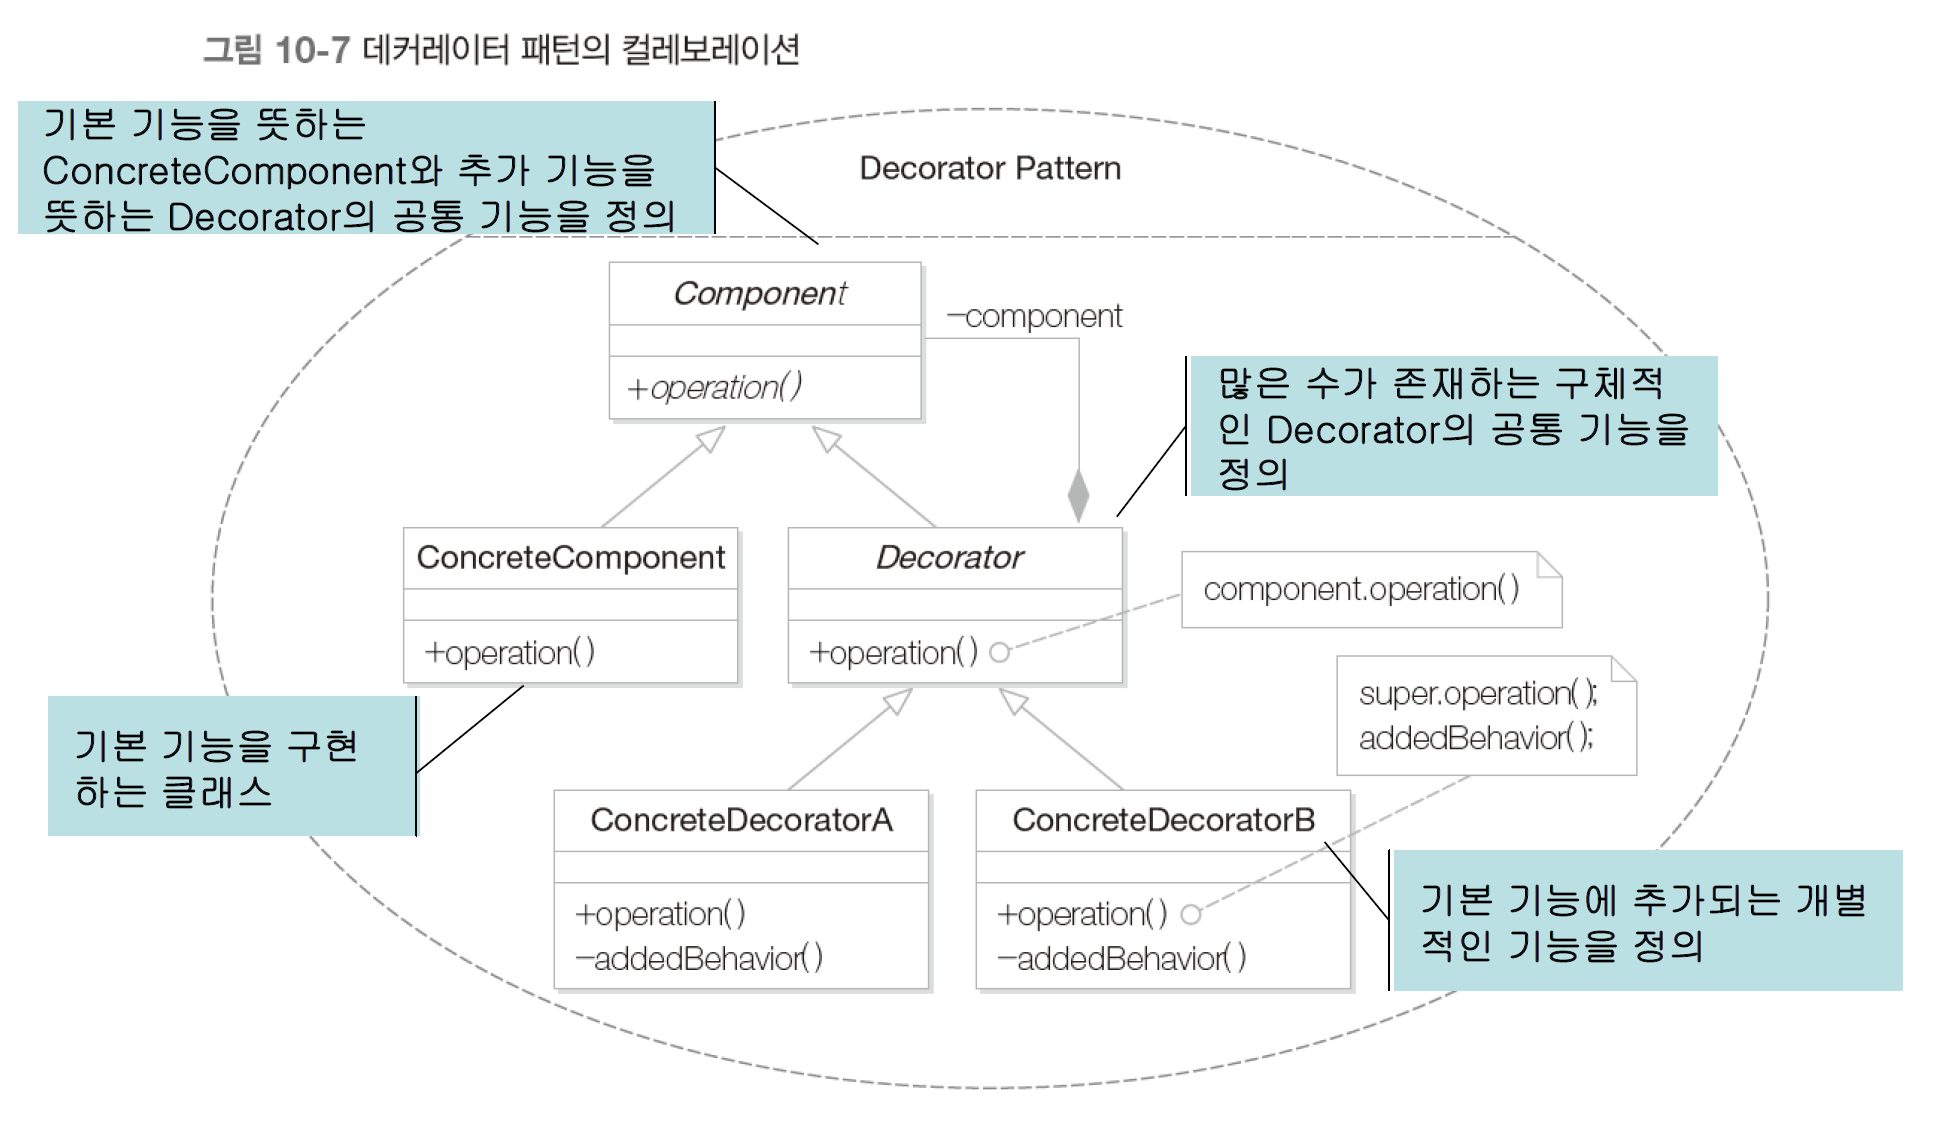 그림 10-7 데커레이터 패턴의 컬레보레이션
기본 기능을 뜻하는
ConcreteComponent와 추가 기능을
뜻하는 Decorator의 공통 기능을 정의
Decorator Pattern
Component
+operation()
-component
많은 수가 존재하는 구체적
인 Decorator의 공통 기능을
정의
ConcreteComponent
+operation()
Decorator
+operation()
component.operation()
super.operation();
addedBehavior();
기본 기능을 구현
하는 클래스
ConcreteDecoratorA
+operation()
-addedBehavior()
ConcreteDecoratorB
+operation()
-addedBehavior()
기본 기능에 추가되는 개별
적인 기능을 정의